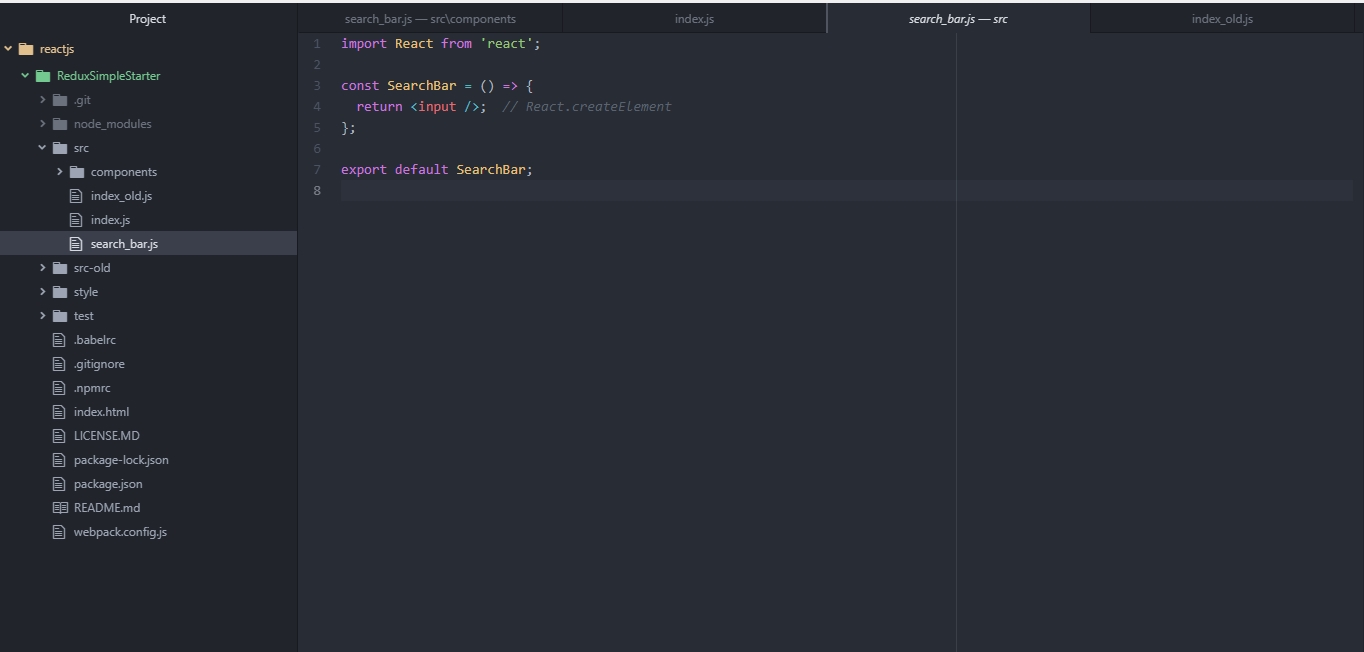 Project
reactjs
ReduxSimpleStarter
.git
node_modules
src
components
index_old.js
index.js
search_bar.js
src-old
style
test
.babelrc
.gitignore
.npmrc
index.html
LICENSE.MD
package-lock.json
package.json
README.md
webpack.config.js
search_bar.js — src\components
index.js
search_bar.js — src
index_old.js
1 import React from 'react';
2
3 const SearchBar = () => {
4   return <input />;  // React.createElement
5 };
6
7 export default SearchBar;
8